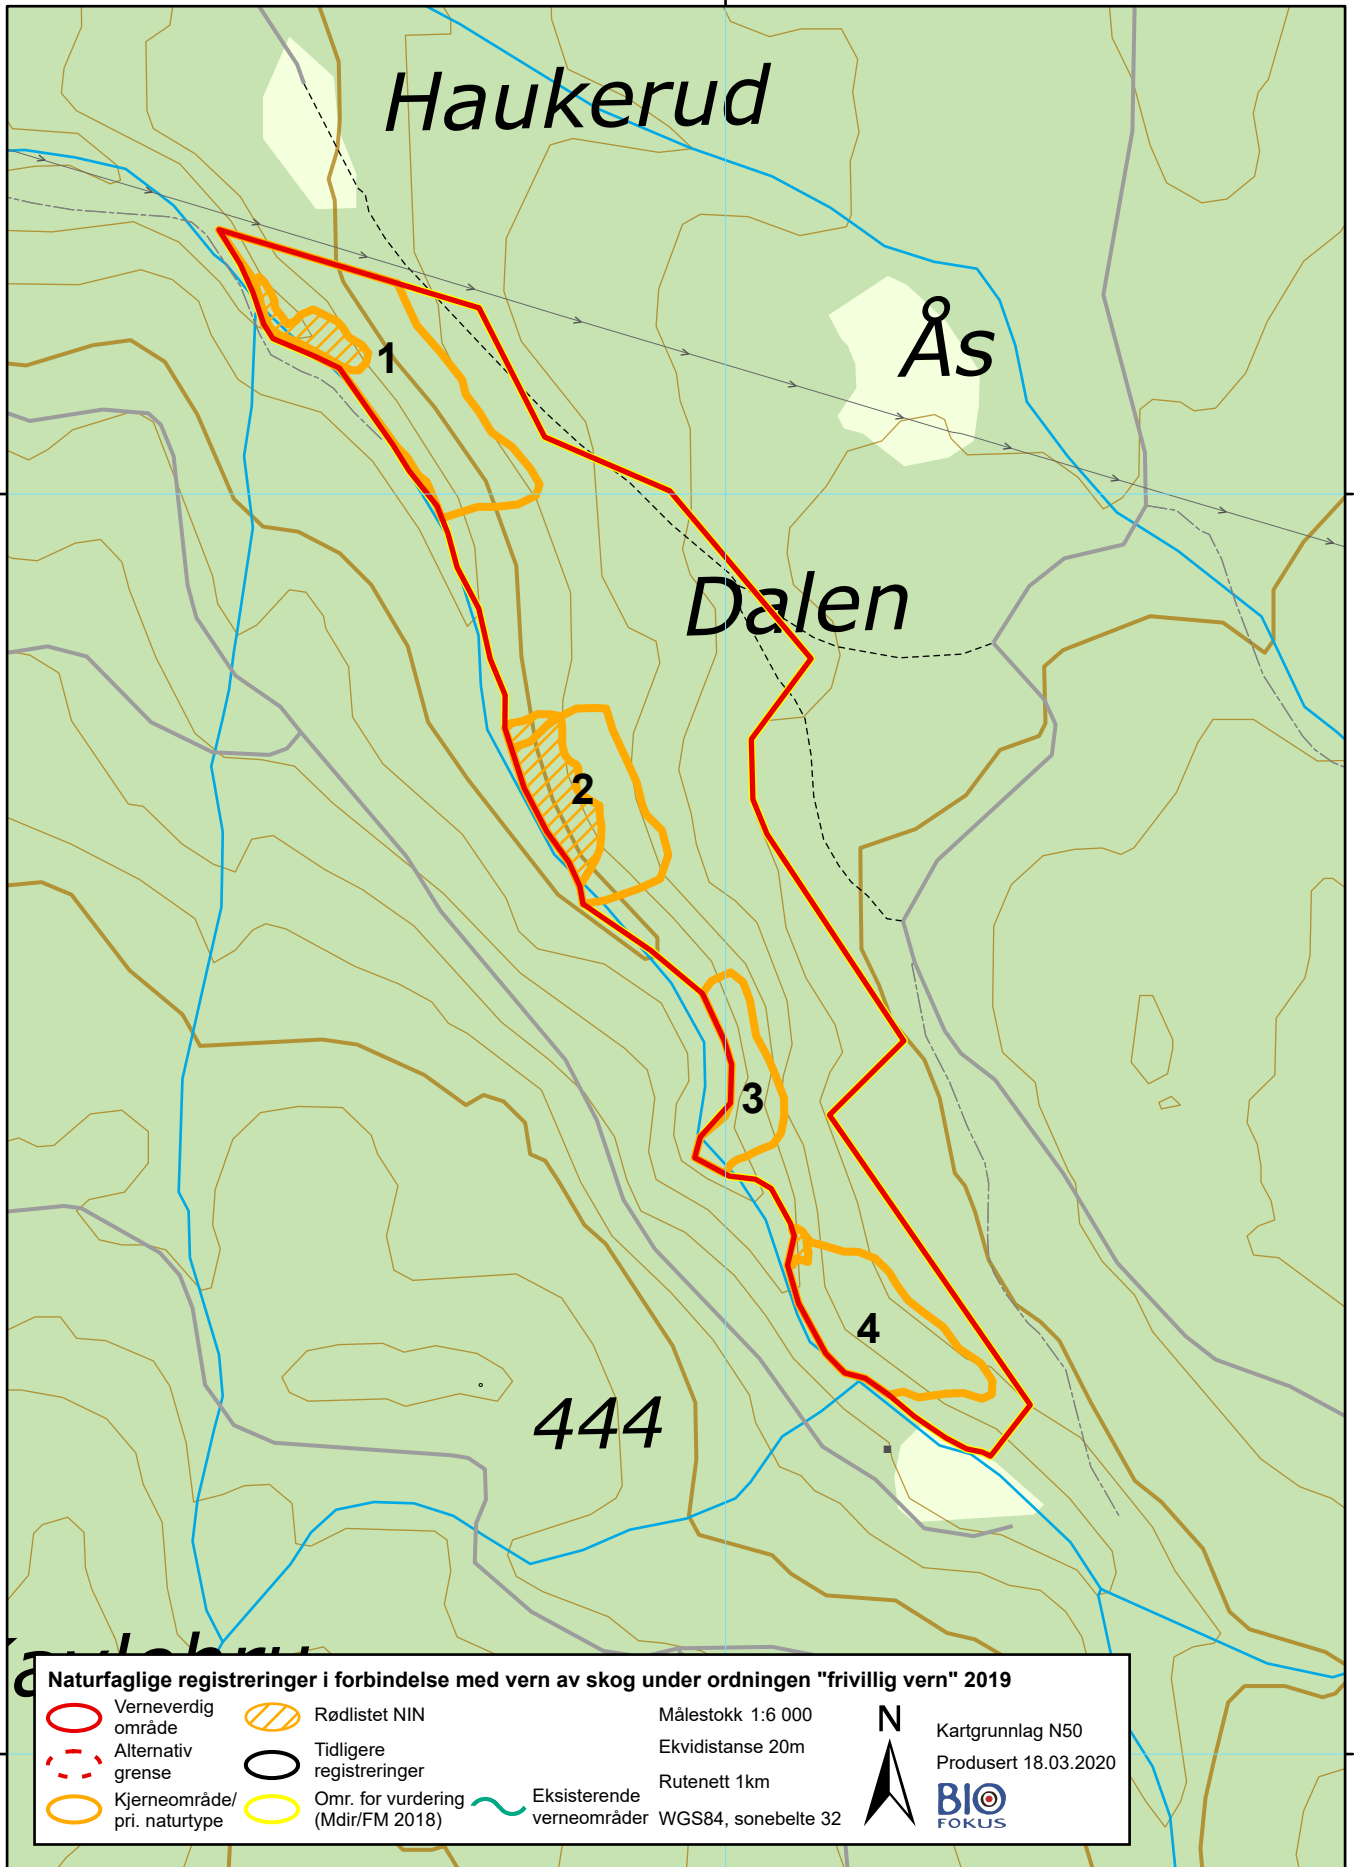 Haukerud
Ås
1
Dalen
2
3
4
444
Naturfaglige registreringer i forbindelse med vern av skog under ordningen "frivillig vern" 2019
Verneverdig
område
Alternativ
grense
Kjerneområde/
pri. naturtype
Rødlistet NIN
Tidligere
registreringer
Omr. for vurdering
(Mdir/FM 2018)
Eksisterende
verneområder
Målestokk 1:6 000
Ekvidistanse 20m
Rutenett 1km
WGS84, sonebelte 32
N
Kartgrunnlag N50
Produsert 18.03.2020
BIO
FOKUS